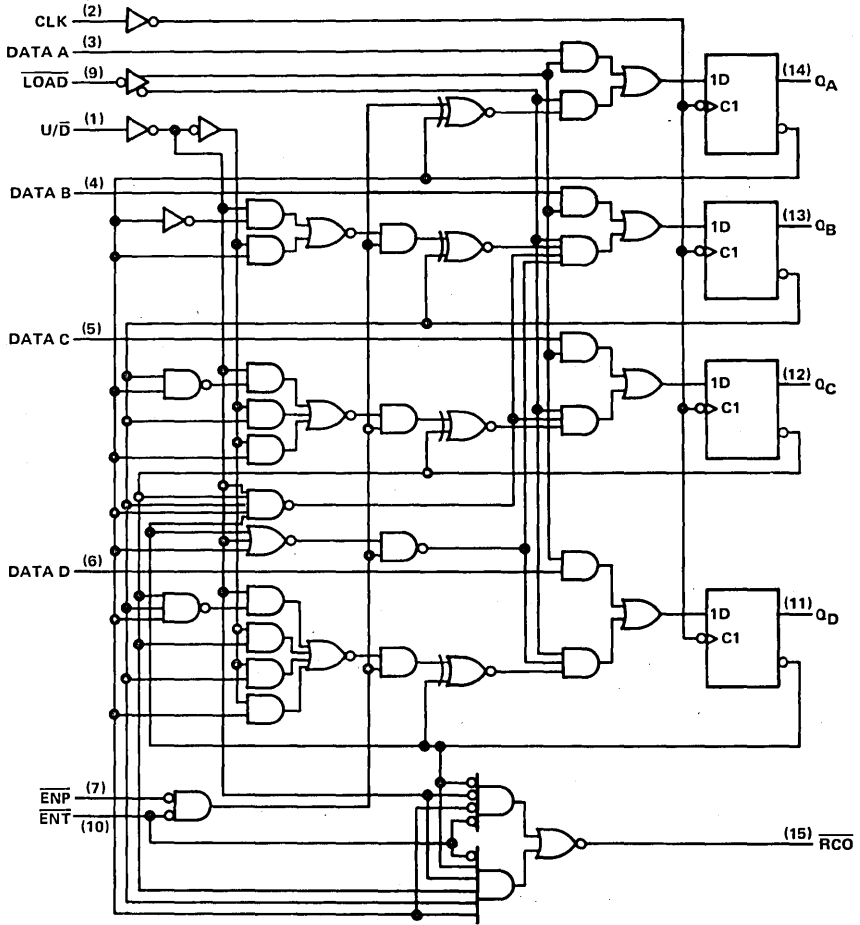 CLK (2)
DATA A (3)
LOAD (9)
U/D (1)
1D (14) QA
C1
DATA B (4)
1D (13) QB
C1
DATA C (5)
1D (12) QC
C1
DATA D (6)
1D (11) QD
C1
ENP (7)
ENT (10)
(15) RCO